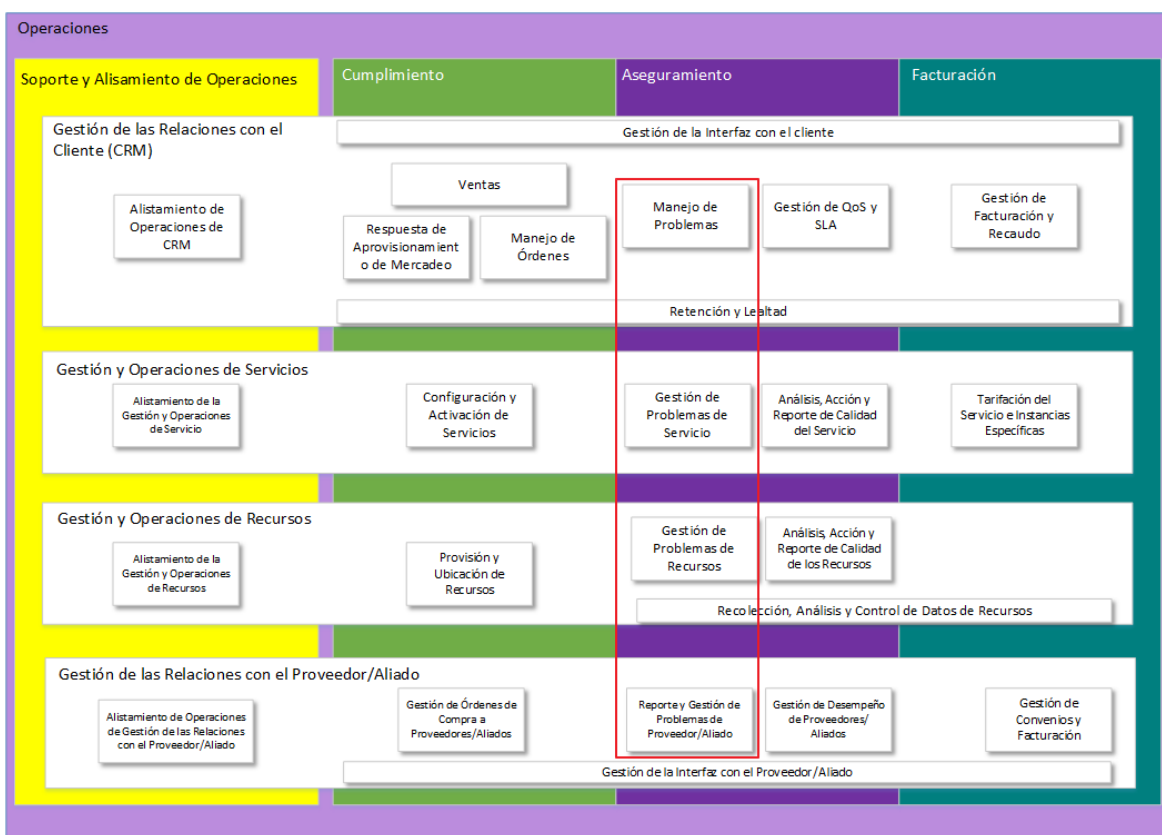 Operaciones
Soporte y Alisamiento de Operaciones
Cumplimiento
Aseguramiento
Facturación
Gestión de las Relaciones con el
Cliente (CRM)
Gestión de la Interfaz con el cliente
Alistamiento de
Operaciones de
CRM
Ventas
Respuesta de
Aprovisionamient
o de Mercadeo
Manejo de
Órdenes
Manejo de
Problemas
Gestión de QoS y
SLA
Gestión de
Facturación y
Recaudo
Retención y Lealtad
Gestión y Operaciones de Servicios
Alistamiento de la
Gestión y Operaciones
de Servicio
Configuración y
Activación de
Servicios
Gestión de
Problemas de
Servicio
Análisis, Acción y
Reporte de Calidad
del Servicio
Tarifación del
Servicio e Instancias
Específicas
Gestión y Operaciones de Recursos
Alistamiento de la
Gestión y Operaciones
de Recursos
Provisión y
Ubicación de
Recursos
Gestión de
Problemas de
Recursos
Análisis, Acción y
Reporte de Calidad
de los Recursos
Recolección, Análisis y Control de Datos de Recursos
Gestión de las Relaciones con el Proveedor/Aliado
Alistamiento de Operaciones
de Gestión de las Relaciones
con el Proveedor/Aliado
Gestión de Órdenes de
Compra a
Proveedores/Aliados
Reporte y Gestión de
Problemas de
Proveedor/Aliado
Gestión de Desempeño
de Proveedores/
Aliados
Gestión de
Convenios y
Facturación
Gestión de la Interfaz con el Proveedor/Aliado